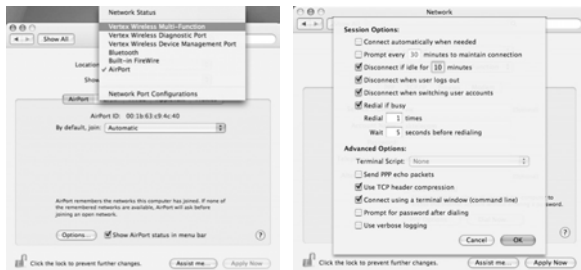 Network Status
Vertex Wireless Multi-Function
Vertex Wireless Diagnostic Port
Vertex Wireless Device Management Port
Bluetooth
Built-in FireWire
✓ AirPort
Network Port Configurations
Show All
Location
Show
AirPort
AirPort ID: 00:1b:63:c9:4c:40
By default, join: Automatic
AirPort remembers the networks this computer has joined. If none of
the remembered networks are available, AirPort will ask before
joining an open network.
Options... Show AirPort status in menu bar ?
Click the lock to prevent further changes. Assist me... Apply Now
Network
Session Options:
Connect automatically when needed
Prompt every 30 minutes to maintain connection
Disconnect if idle for 10 minutes
Disconnect when user logs out
Disconnect when switching user accounts
Redial if busy
Redial 1 times
Wait 5 seconds before redialing
Advanced Options:
Terminal Script: None
Send PPP echo packets
Use TCP header compression
Connect using a terminal window (command line)
Prompt for password after dialing
Use verbose logging
Cancel OK
?
Click the lock to prevent further changes. Assist me... Apply Now